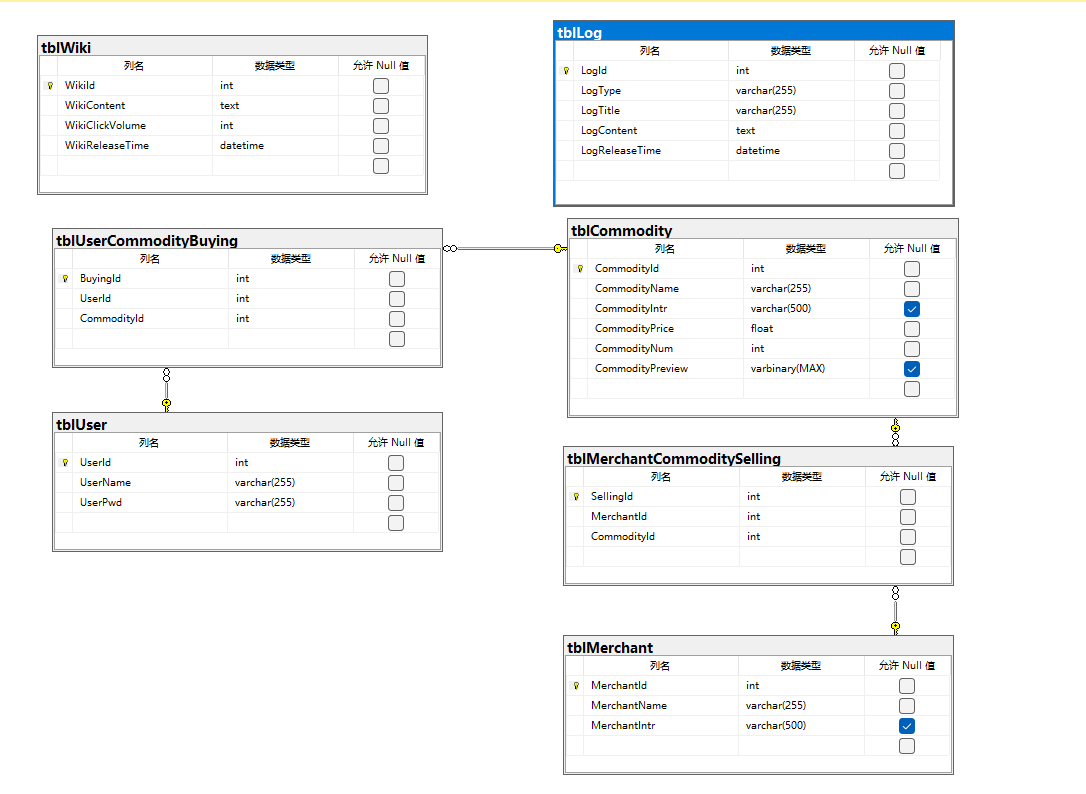 tblWiki
列名 数据类型 允许 Null 值
WikiId int
WikiContent text
WikiClickVolume int
WikiReleaseTime datetime
tblLog
列名 数据类型 允许 Null 值
LogId int
LogType varchar(255)
LogTitle varchar(255)
LogContent text
LogReleaseTime datetime
tblUserCommodityBuying
列名 数据类型 允许 Null 值
BuyingId int
UserId int
CommodityId int
tblCommodity
列名 数据类型 允许 Null 值
CommodityId int
CommodityName varchar(255)
CommodityIntr varchar(500)
CommodityPrice float
CommodityNum int
CommodityPreview varbinary(MAX)
tblUser
列名 数据类型 允许 Null 值
UserId int
UserName varchar(255)
UserPwd varchar(255)
tblMerchantCommoditySelling
列名 数据类型 允许 Null 值
SellingId int
MerchantId int
CommodityId int
tblMerchant
列名 数据类型 允许 Null 值
MerchantId int
MerchantName varchar(255)
MerchantIntr varchar(500)